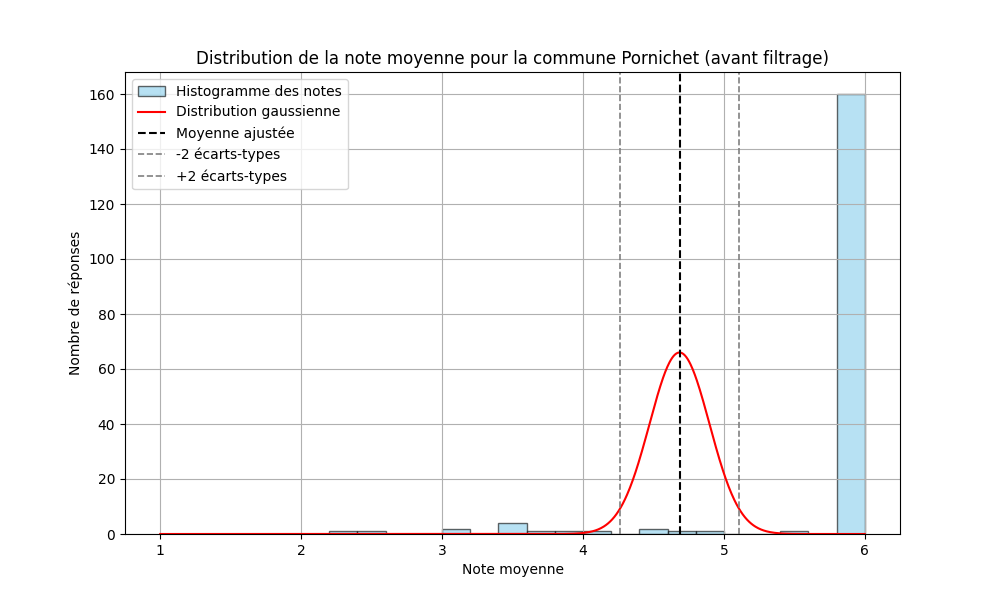 Distribution de la note moyenne pour la commune Pornichet (avant filtrage)
Histogramme des notes
Distribution gaussienne
Moyenne ajustée
-2 écarts-types
+2 écarts-types
Nombre de réponses
160
140
120
100
80
60
40
20
0
1 2 3 4 5 6
Note moyenne